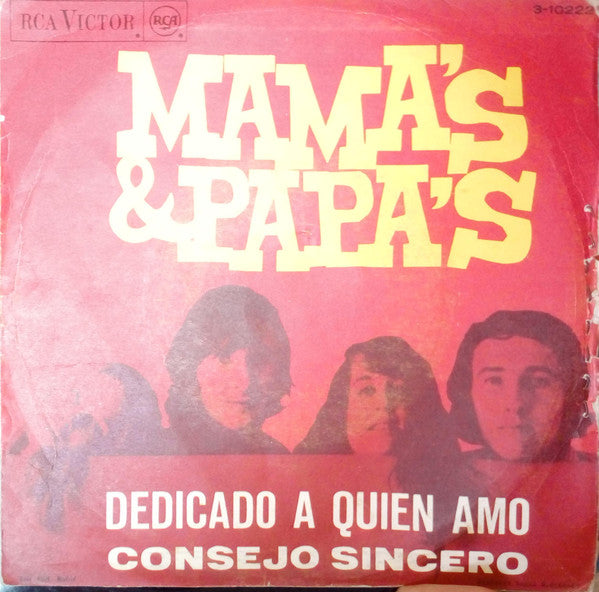 RCA VICTOR RCA 3-10222
MAMA'S
& PAPA'S
DEDICADO A QUIEN AMO
CONSEJO SINCERO